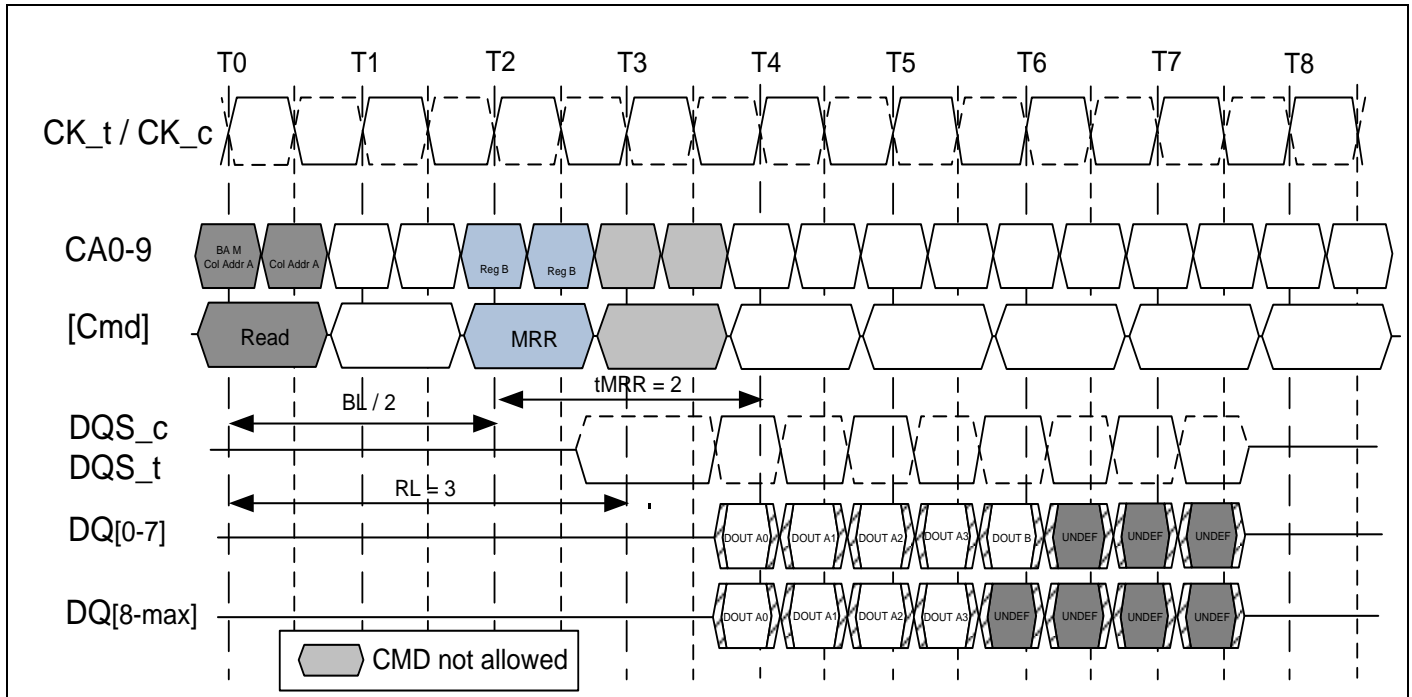 T0 T1 T2 T3 T4 T5 T6 T7 T8
CK_t / CK_c
CA0-9
BA M
Col Addr A
Col Addr A
Reg B
Reg B
[Cmd]
Read
MRR
tMRR = 2
BL / 2
DQS_c
DQS_t
RL = 3
DQ[0-7]
DOUT A0 DOUT A1 DOUT A2 DOUT A3 DOUT B UNDEF UNDEF UNDEF
DQ[8-max]
DOUT A0 DOUT A1 DOUT A2 DOUT A3 UNDEF UNDEF UNDEF UNDEF
CMD not allowed